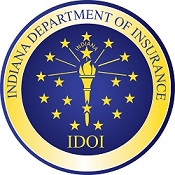 INDIANA DEPARTMENT OF INSURANCE
INDIANA
IDOI